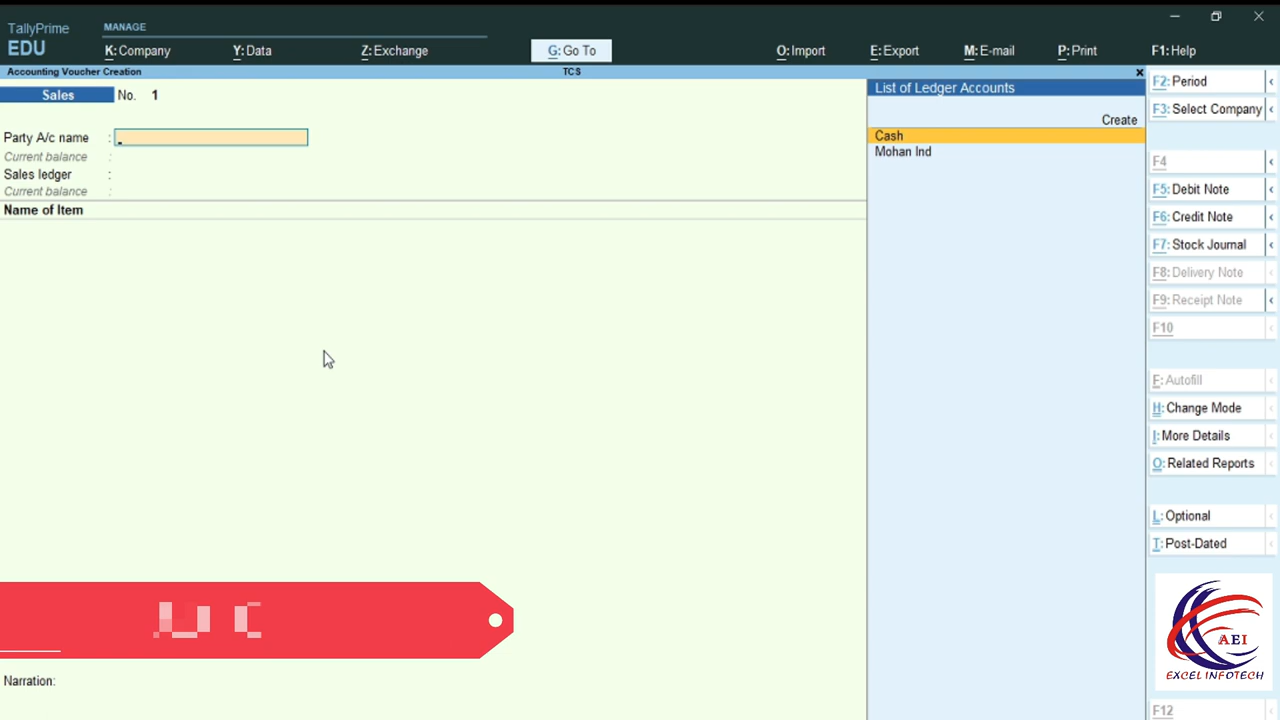 TallyPrime
EDU
MANAGE
K: Company
Y: Data
Z: Exchange
G: Go To
O: Import
E: Export
M: E-mail
P: Print
F1: Help
Accounting Voucher Creation
TCS
Sales No. 1
Party A/c name :
Current balance :
Sales ledger :
Current balance :
Name of Item
Narration:
List of Ledger Accounts
Create
Cash
Mohan Ind
F2: Period
F3: Select Company
F4
F5: Debit Note
F6: Credit Note
F7: Stock Journal
F8: Delivery Note
F9: Receipt Note
F10
F: Autofill
H: Change Mode
I: More Details
O: Related Reports
L: Optional
T: Post-Dated
AEI
EXCEL INFOTECH
F12